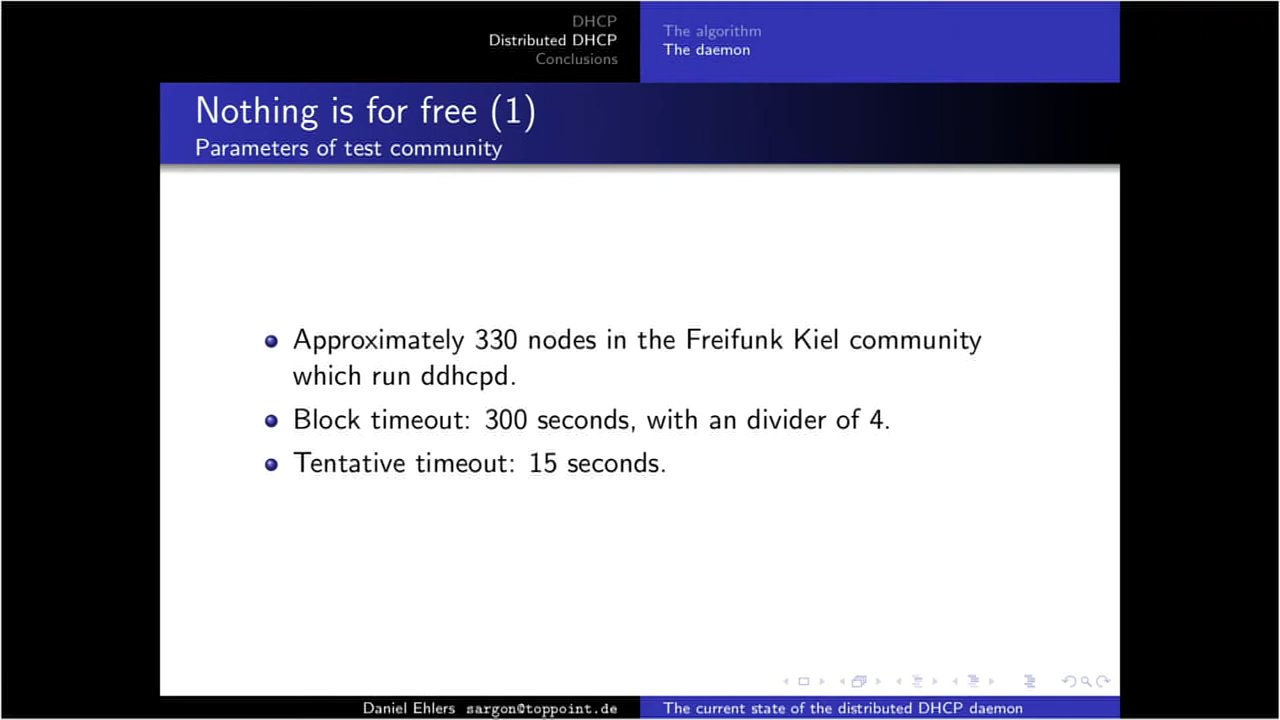 DHCP
Distributed DHCP
Conclusions
The algorithm
The daemon
Nothing is for free (1)
Parameters of test community
Approximately 330 nodes in the Freifunk Kiel community
which run ddhcpd.
Block timeout: 300 seconds, with an divider of 4.
Tentative timeout: 15 seconds.
Daniel Ehlers sargon@toppoint.de
The current state of the distributed DHCP daemon